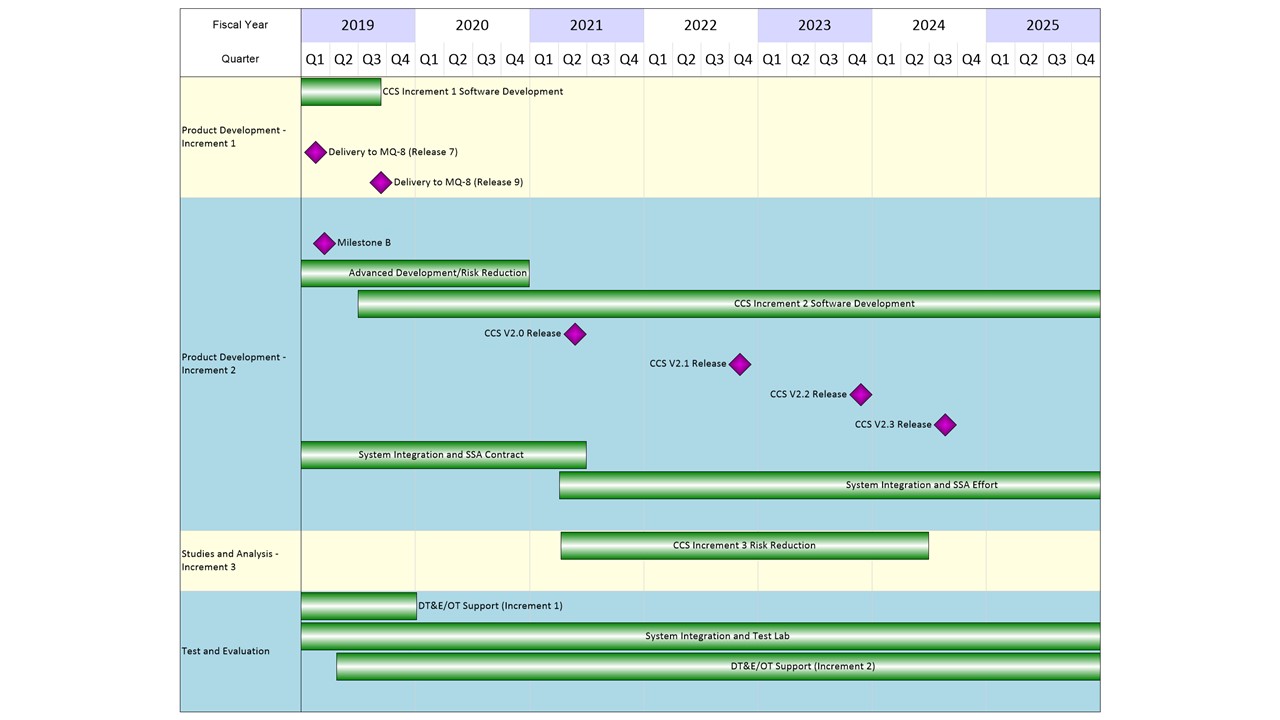 Fiscal Year 2019 2020 2021 2022 2023 2024 2025
Quarter Q1 Q2 Q3 Q4 Q1 Q2 Q3 Q4 Q1 Q2 Q3 Q4 Q1 Q2 Q3 Q4 Q1 Q2 Q3 Q4 Q1 Q2 Q3 Q4 Q1 Q2 Q3 Q4
Product Development -
Increment 1
CCS Increment 1 Software Development
Delivery to MQ-8 (Release 7)
Delivery to MQ-8 (Release 9)
Product Development -
Increment 2
Milestone B
Advanced Development/Risk Reduction
CCS Increment 2 Software Development
CCS V2.0 Release
CCS V2.1 Release
CCS V2.2 Release
CCS V2.3 Release
System Integration and SSA Contract
System Integration and SSA Effort
Studies and Analysis -
Increment 3
CCS Increment 3 Risk Reduction
Test and Evaluation
DT&E/OT Support (Increment 1)
System Integration and Test Lab
DT&E/OT Support (Increment 2)